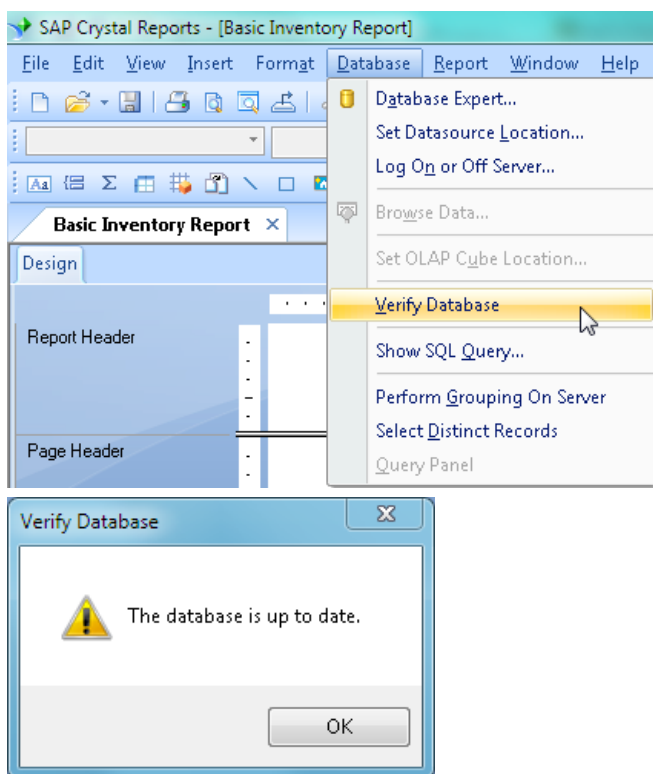 SAP Crystal Reports - [Basic Inventory Report]
File Edit View Insert Format Database Report Window Help
Database Expert...
Set Datasource Location...
Log On or Off Server...
Aa
Basic Inventory Report ×
Browse Data...
Design
Set OLAP Cube Location...
Verify Database
Report Header
Show SQL Query...
Perform Grouping On Server
Select Distinct Records
Page Header
Query Panel
Verify Database
The database is up to date.
OK